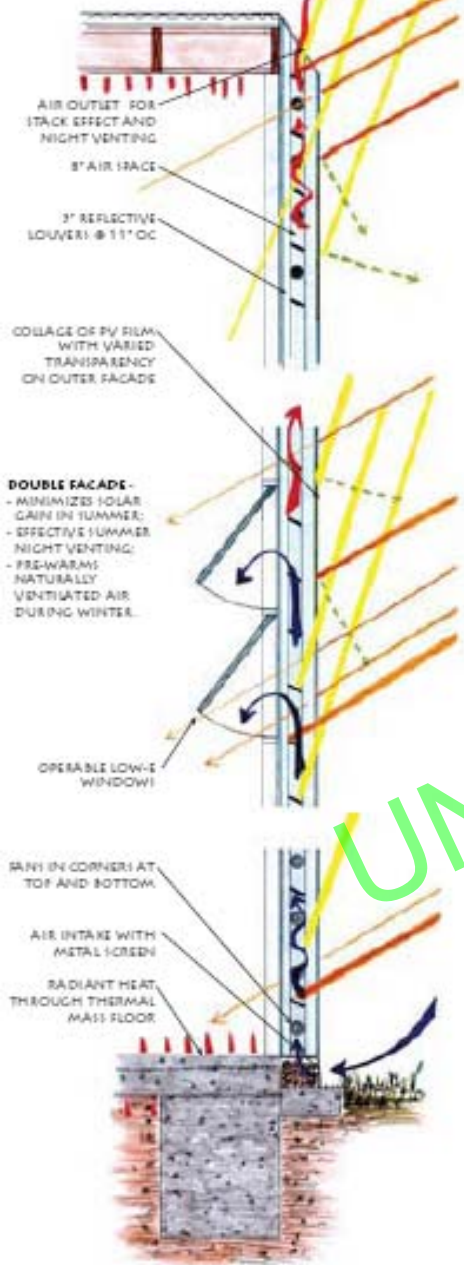 AIR OUTLET FOR
STACK EFFECT AND
NIGHT VENTING
8" AIR SPACE
3" REFLECTIVE
LOUVERS @ 11" OC
COLLAGE OF PV FILM
WITH VARIED
TRANSPARENCY
ON OUTER FACADE
DOUBLE FACADE-
- MINIMIZES SOLAR
GAIN IN SUMMER;
- EFFECTIVE SUMMER
NIGHT VENTING;
- PRE-WARMS
NATURALLY
VENTILATED AIR
DURING WINTER.
OPERABLE LOW-E
WINDOWS
UN
FANS IN CORNERS AT
TOP AND BOTTOM
AIR INTAKE WITH
METAL SCREEN
RADIANT HEAT
THROUGH THERMAL
MASS FLOOR